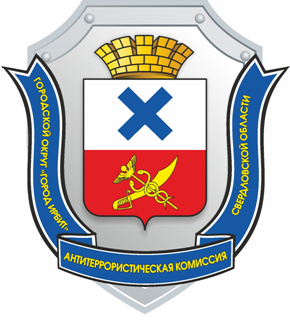 ГОРОДСКОЙ ОКРУГ «ГОРОД ИРБИТ»
СВЕРДЛОВСКОЙ ОБЛАСТИ
АНТИТЕРРОРИСТИЧЕСКАЯ КОМИССИЯ